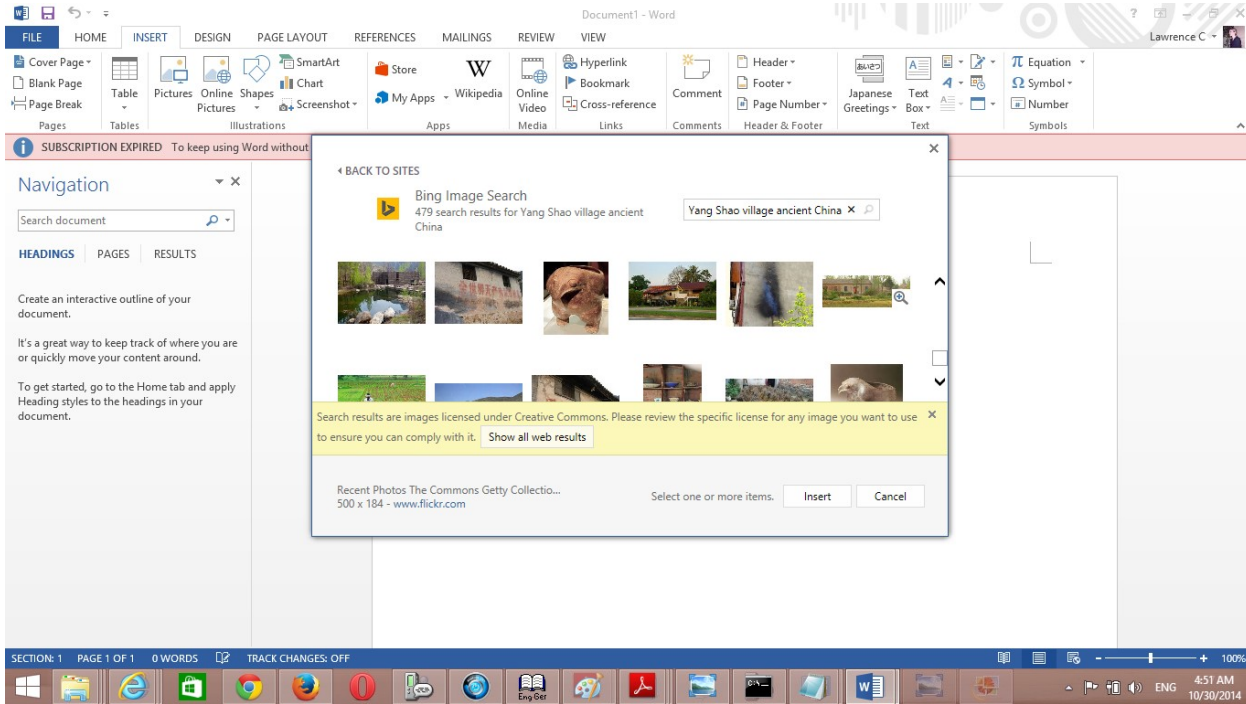 Document1 - Word
FILE HOME INSERT DESIGN PAGE LAYOUT REFERENCES MAILINGS REVIEW VIEW Lawrence C
Cover Page
Blank Page
Page Break
Pages
Table
Tables
Pictures
Online Pictures
Shapes
SmartArt
Chart
Screenshot
Illustrations
Store
My Apps
Wikipedia
Apps
Online Video
Media
Hyperlink
Bookmark
Cross-reference
Links
Comment
Comments
Header
Footer
Page Number
Header & Footer
Japanese Greetings
Text Box
Text
Equation
Symbol
Number
Symbols
SUBSCRIPTION EXPIRED To keep using Word without
Navigation
Search document
HEADINGS PAGES RESULTS
Create an interactive outline of your
document.
It's a great way to keep track of where you are
or quickly move your content around.
To get started, go to the Home tab and apply
Heading styles to the headings in your
document.
BACK TO SITES
Bing Image Search
479 search results for Yang Shao village ancient
China
Yang Shao village ancient China
Search results are images licensed under Creative Commons. Please review the specific license for any image you want to use
to ensure you can comply with it. Show all web results
Recent Photos The Commons Getty Collectio...
500 x 184 - www.flickr.com
Select one or more items. Insert Cancel
SECTION: 1 PAGE 1 OF 1 0 WORDS TRACK CHANGES: OFF 100%
Eng Ger
ENG
4:51 AM
10/30/2014